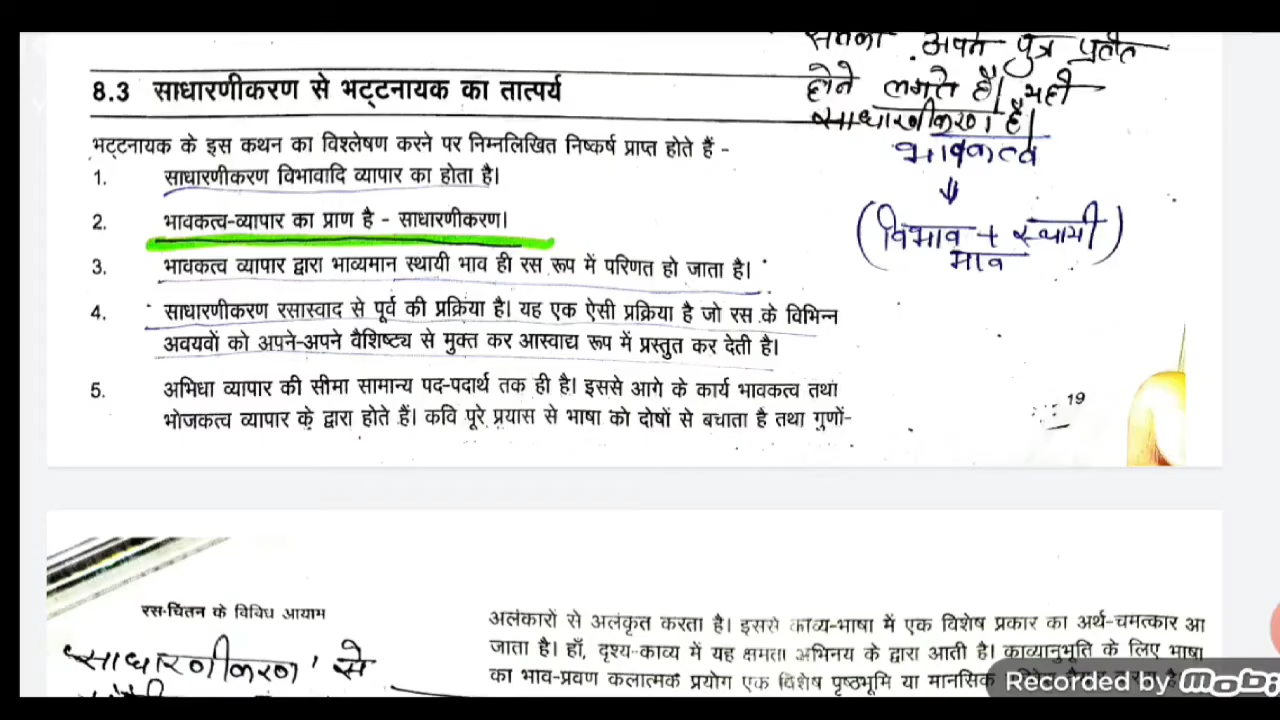 अपने पुत्र प्रतीत
होने लगते हैं। यही
साधारणीकरण है।
8.3 साधारणीकरण से भट्टनायक का तात्पर्य
भट्टनायक के इस कथन का विश्लेषण करने पर निम्नलिखित निष्कर्ष प्राप्त होते हैं -
1. साधारणीकरण विभावादि व्यापार का होता है।
2. भावकत्व-व्यापार का प्राण है - साधारणीकरण।
3. भावकत्व व्यापार द्वारा भाव्यमान स्थायी भाव ही रस रूप में परिणत हो जाता है।
4. साधारणीकरण रसास्वाद से पूर्व की प्रक्रिया है। यह एक ऐसी प्रक्रिया है जो रस के विभिन्न
अवयवों को अपने-अपने वैशिष्ट्य से मुक्त कर आस्वाद्य रूप में प्रस्तुत कर देती है।
5. अभिधा व्यापार की सीमा सामान्य पद-पदार्थ तक ही है। इससे आगे के कार्य भावकत्व तथा
भोजकत्व व्यापार के द्वारा होते हैं। कवि पूरे प्रयास से भाषा को दोषों से बचाता है तथा गुणों-
भावकत्व
(विभाव + स्थायी)
भाव
19
रस-चिंतन के विविध आयाम
'साधारणीकरण' से
अलंकारों से अलंकृत करता है। इससे काव्य-भाषा में एक विशेष प्रकार का अर्थ-चमत्कार आ
जाता है। हाँ, दृश्य-काव्य में यह क्षमता अभिनय के द्वारा आती है। काव्यानुभूति के लिए भाषा
का भाव-प्रवण कलात्मक प्रयोग एक विशेष पृष्ठभूमि या मानसिक
Recorded by